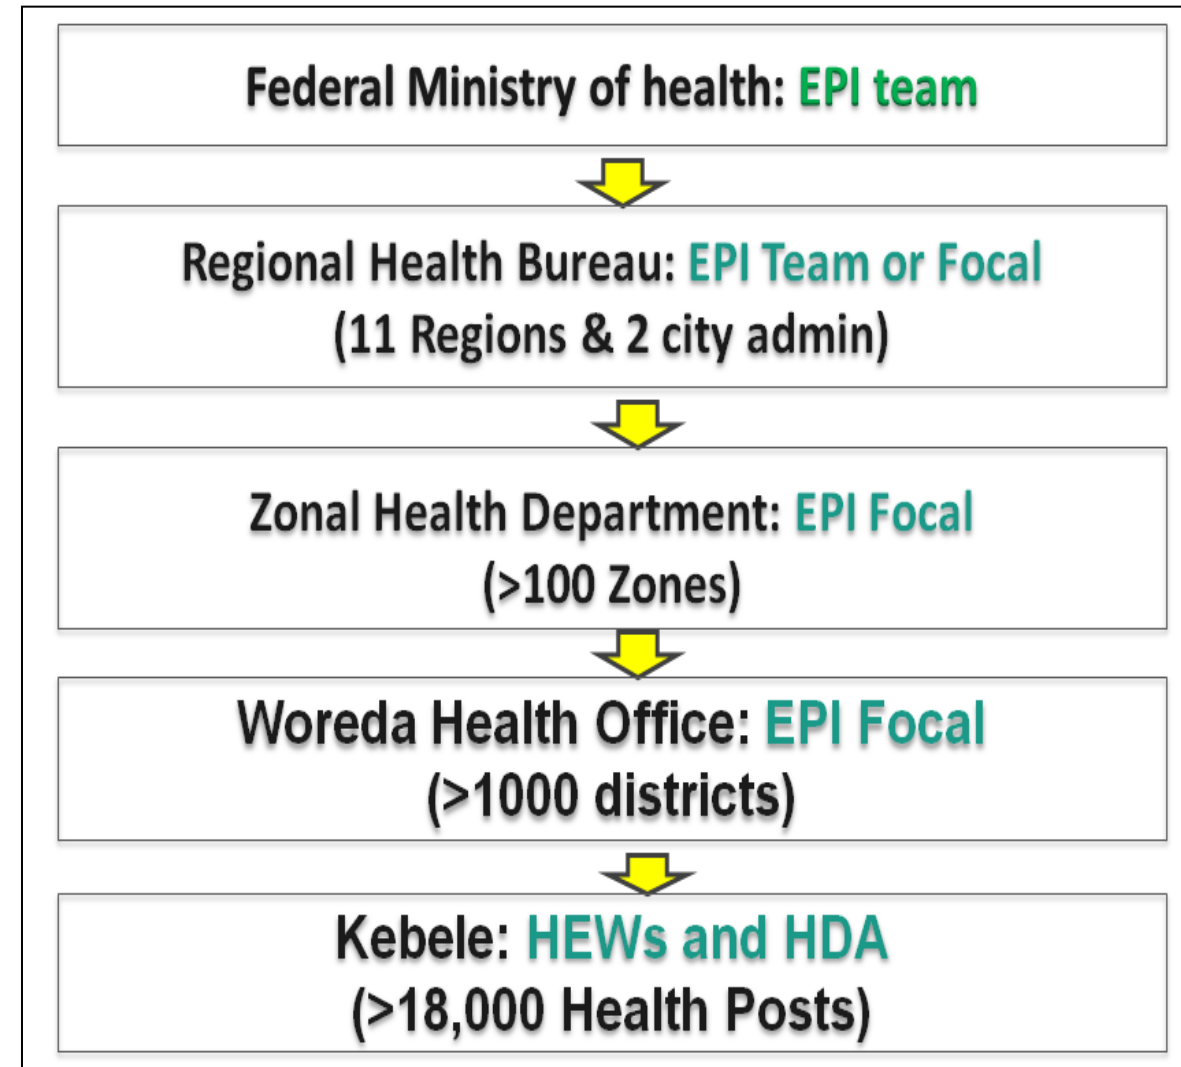 Federal Ministry of health: EPI team
Regional Health Bureau: EPI Team or Focal
(11 Regions & 2 city admin)
Zonal Health Department: EPI Focal
(>100 Zones)
Woreda Health Office: EPI Focal
(>1000 districts)
Kebele: HEWs and HDA
(>18,000 Health Posts)